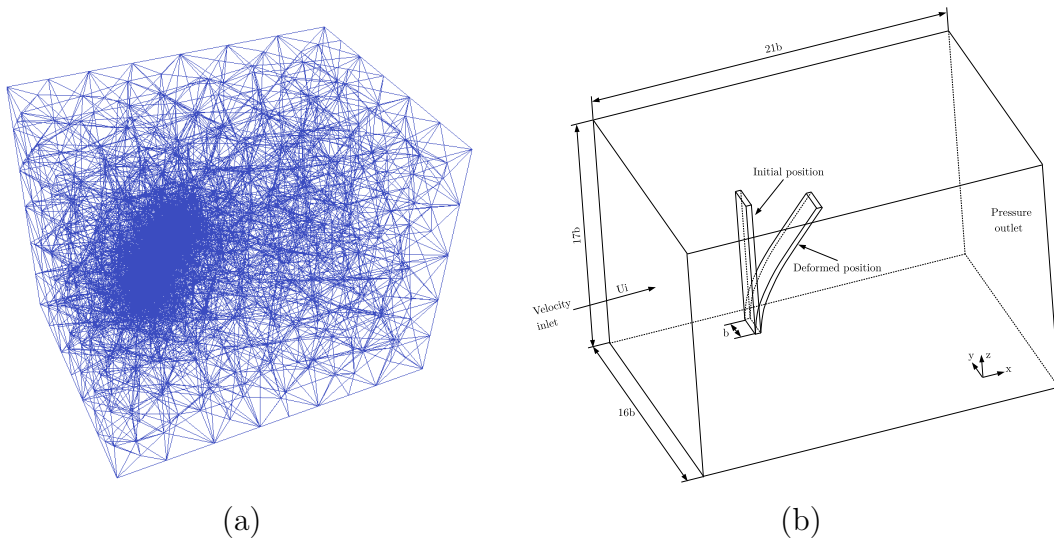 21b
Initial position
Pressure
outlet
17b
Deformed position
Ui
Velocity
inlet
b
y
z
x
16b
(a)
(b)